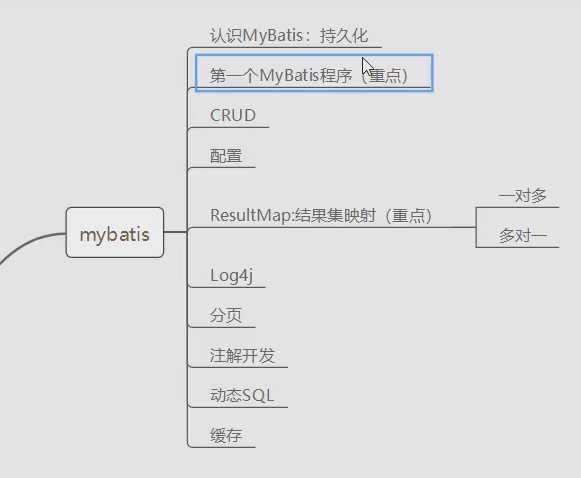 认识MyBatis：持久化
第一个MyBatis程序（重点）
CRUD
配置
mybatis
ResultMap:结果集映射（重点）
一对多
多对一
Log4j
分页
注解开发
动态SQL
缓存